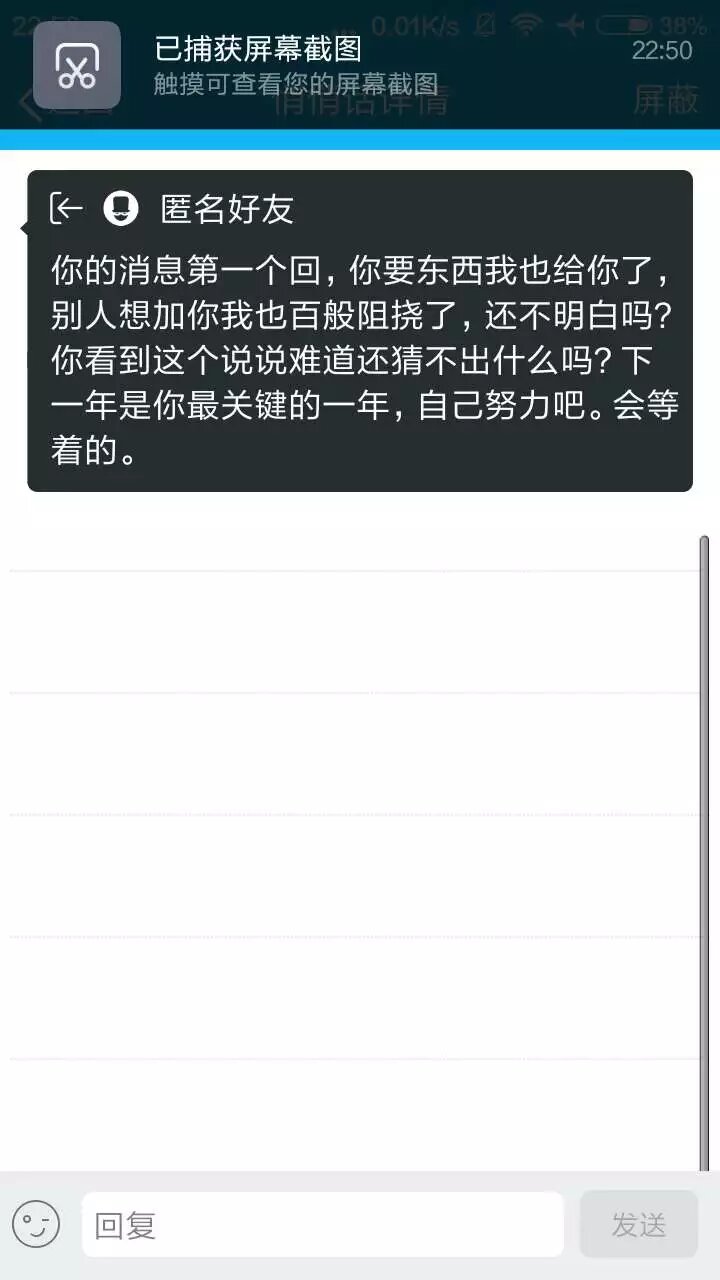 0.01K/s 38%
已捕获屏幕截图
22:50
触摸可查看您的屏幕截图
悄悄话详情
屏蔽
匿名好友
你的消息第一个回，你要东西我也给你了，
别人想加你我也百般阻挠了，还不明白吗？
你看到这个说说难道还猜不出什么吗？下
一年是你最关键的一年，自己努力吧。会等
着的。
回复
发送